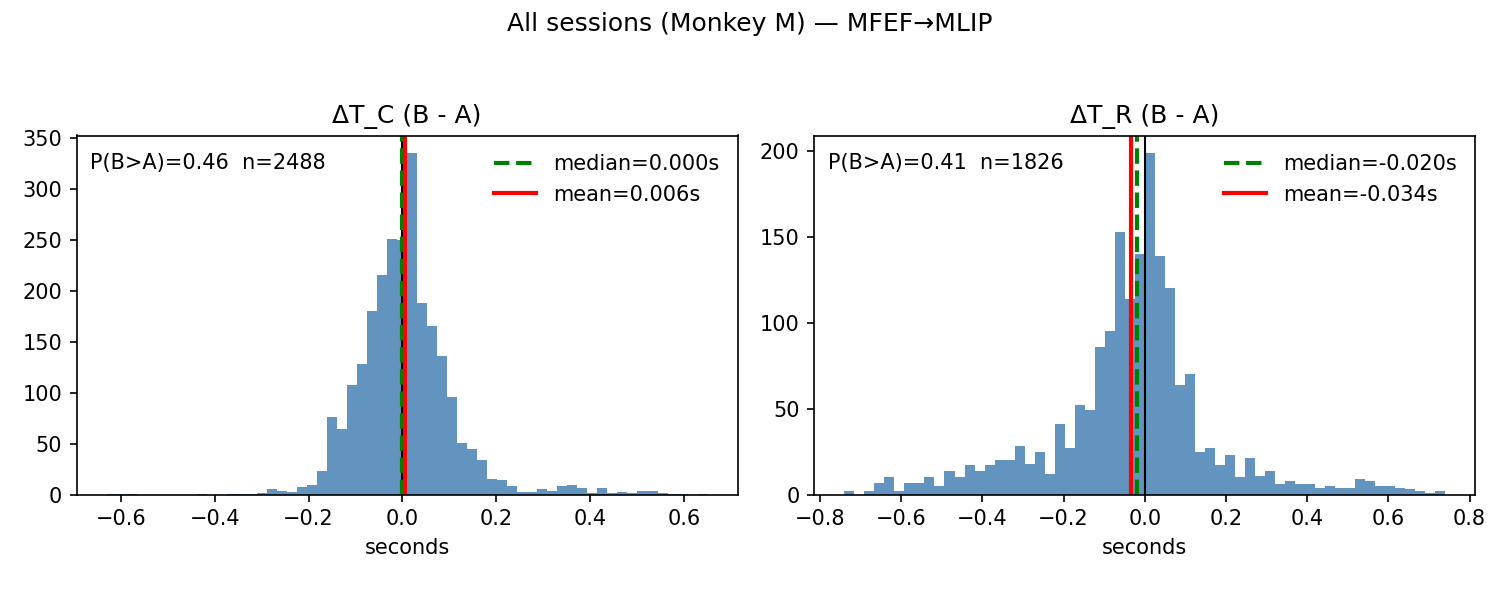 All sessions (Monkey M) — MFEF→MLIP
ΔT_C (B - A)
P(B>A)=0.46  n=2488
median=0.000s
mean=0.006s
350
300
250
200
150
100
50
0
−0.6 −0.4 −0.2 0.0 0.2 0.4 0.6
seconds
ΔT_R (B - A)
P(B>A)=0.41  n=1826
median=-0.020s
mean=-0.034s
200
150
100
50
0
−0.8 −0.6 −0.4 −0.2 0.0 0.2 0.4 0.6 0.8
seconds